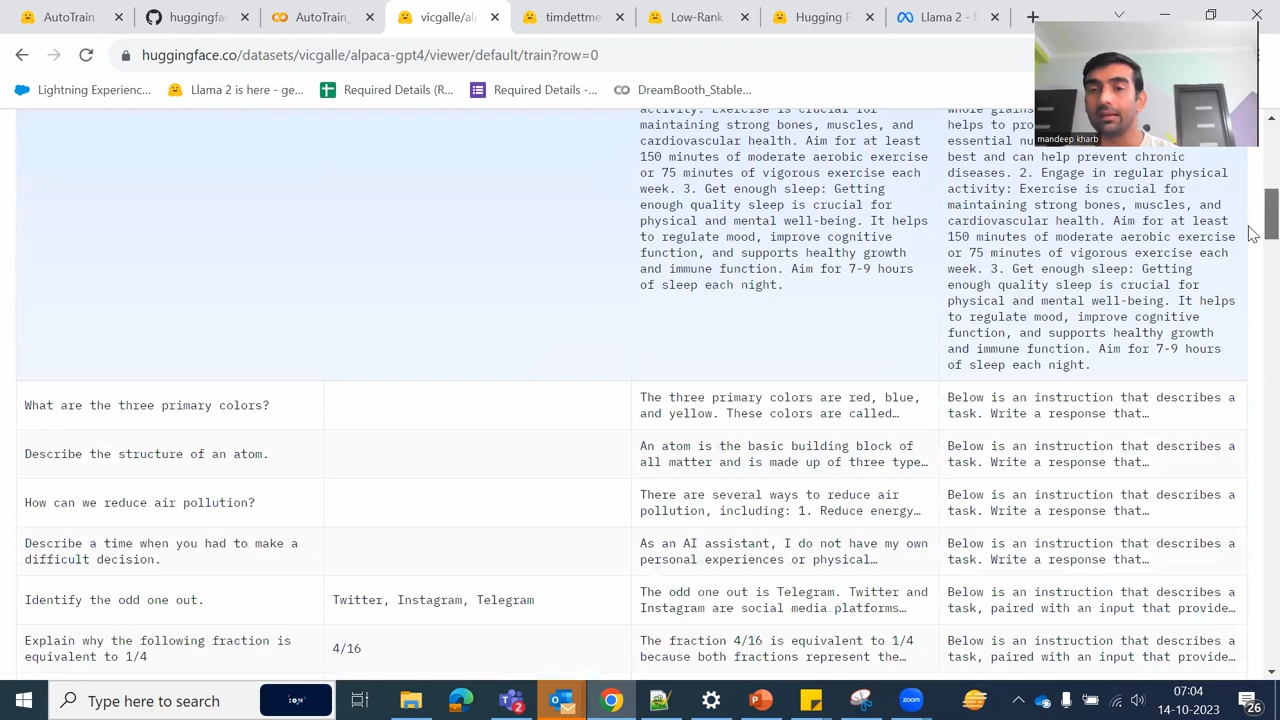 AutoTrain
huggingfac
AutoTrain_
vicgalle/alp
timdettme
Low-Rank
Hugging F
Llama 2 -
huggingface.co/datasets/vicgalle/alpaca-gpt4/viewer/default/train?row=0
Lightning Experienc...
Llama 2 is here - ge...
Required Details (R...
Required Details -...
DreamBooth_Stable...
mandeep kharb
activity: Exercise is crucial for
maintaining strong bones, muscles, and
cardiovascular health. Aim for at least
150 minutes of moderate aerobic exercise
or 75 minutes of vigorous exercise each
week. 3. Get enough sleep: Getting
enough quality sleep is crucial for
physical and mental well-being. It helps
to regulate mood, improve cognitive
function, and supports healthy growth
and immune function. Aim for 7-9 hours
of sleep each night.
whole grains
helps to pro
essential nu
best and can help prevent chronic
diseases. 2. Engage in regular physical
activity: Exercise is crucial for
maintaining strong bones, muscles, and
cardiovascular health. Aim for at least
150 minutes of moderate aerobic exercise
or 75 minutes of vigorous exercise each
week. 3. Get enough sleep: Getting
enough quality sleep is crucial for
physical and mental well-being. It helps
to regulate mood, improve cognitive
function, and supports healthy growth
and immune function. Aim for 7-9 hours
of sleep each night.
What are the three primary colors?
The three primary colors are red, blue,
and yellow. These colors are called…
Below is an instruction that describes a
task. Write a response that…
Describe the structure of an atom.
An atom is the basic building block of
all matter and is made up of three type…
Below is an instruction that describes a
task. Write a response that…
How can we reduce air pollution?
There are several ways to reduce air
pollution, including: 1. Reduce energy…
Below is an instruction that describes a
task. Write a response that…
Describe a time when you had to make a
difficult decision.
As an AI assistant, I do not have my own
personal experiences or physical…
Below is an instruction that describes a
task. Write a response that…
Identify the odd one out.
Twitter, Instagram, Telegram
The odd one out is Telegram. Twitter and
Instagram are social media platforms…
Below is an instruction that describes a
task, paired with an input that provide…
Explain why the following fraction is
equivalent to 1/4
4/16
The fraction 4/16 is equivalent to 1/4
because both fractions represent the…
Below is an instruction that describes a
task, paired with an input that provide…
Type here to search
07:04
14-10-2023
26